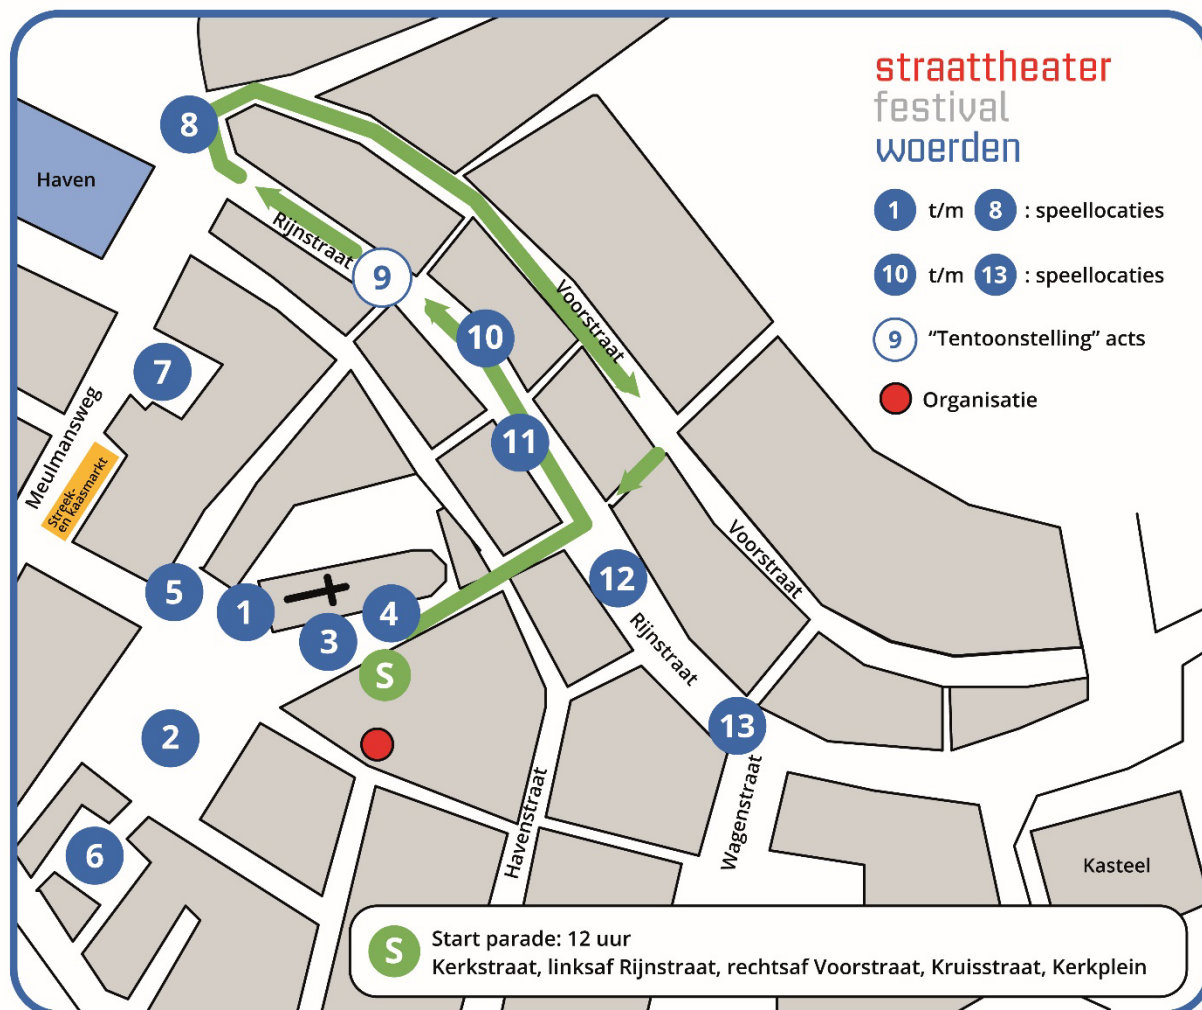 straattheater
festival
woerden
1 t/m 8 : speellocaties
10 t/m 13 : speellocaties
9 “Tentoonstelling” acts
Organisatie
8
Haven
Rijnstraat
9
Voorstraat
10
7
Meulmansweg
11
Streek-
en kaasmarkt
Voorstraat
5
1
3
4
12
Rijnstraat
S
2
13
Havenstraat
Wagenstraat
6
Kasteel
S
Start parade: 12 uur
Kerkstraat, linksaf Rijnstraat, rechtsaf Voorstraat, Kruisstraat, Kerkplein